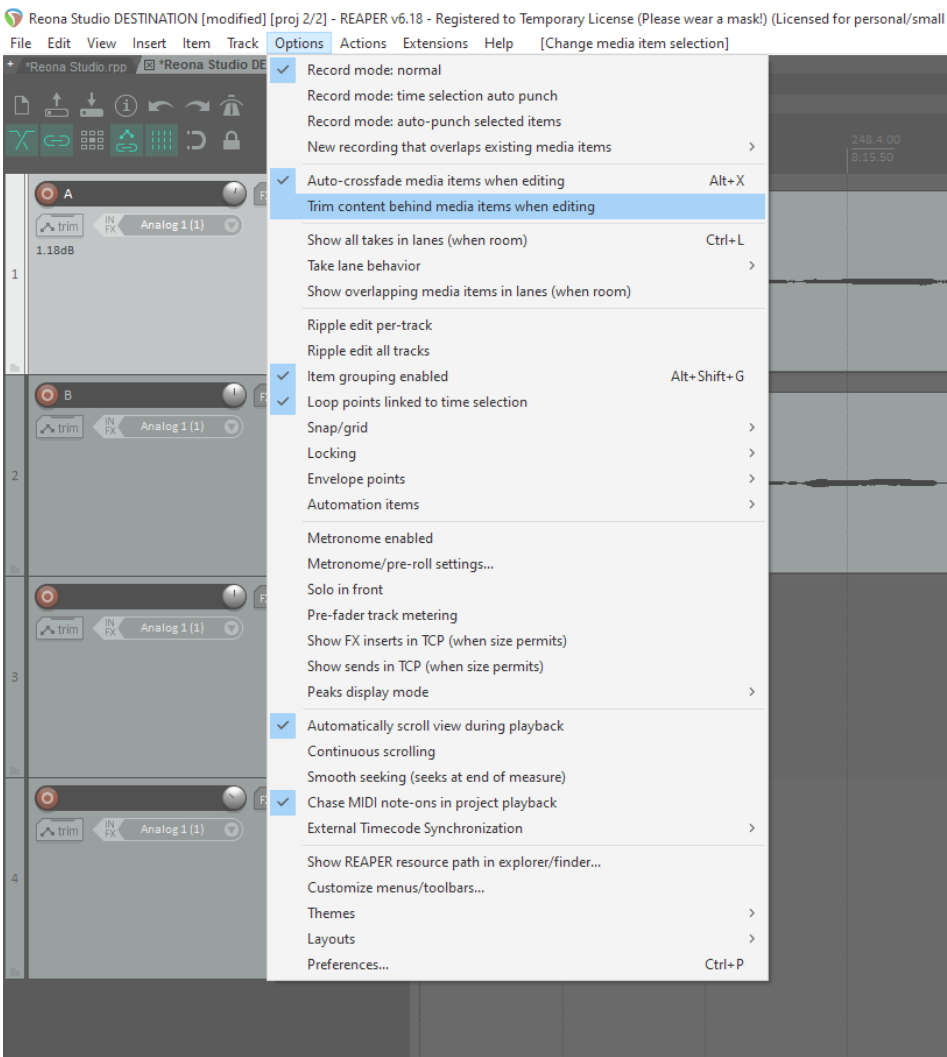 Reona Studio DESTINATION [modified] [proj 2/2] - REAPER v6.18 - Registered to Temporary License (Please wear a mask!) (Licensed for personal/small
File Edit View Insert Item Track Options Actions Extensions Help [Change media item selection]
+ *Reona Studio.rpp *Reona Studio DE
Record mode: normal
Record mode: time selection auto punch
Record mode: auto-punch selected items
New recording that overlaps existing media items
248.4.00
8:15.50
Auto-crossfade media items when editing Alt+X
Trim content behind media items when editing
Show all takes in lanes (when room) Ctrl+L
Take lane behavior
Show overlapping media items in lanes (when room)
Ripple edit per-track
Ripple edit all tracks
Item grouping enabled Alt+Shift+G
Loop points linked to time selection
Snap/grid
Locking
Envelope points
Automation items
Metronome enabled
Metronome/pre-roll settings...
Solo in front
Pre-fader track metering
Show FX inserts in TCP (when size permits)
Show sends in TCP (when size permits)
Peaks display mode
Automatically scroll view during playback
Continuous scrolling
Smooth seeking (seeks at end of measure)
Chase MIDI note-ons in project playback
External Timecode Synchronization
Show REAPER resource path in explorer/finder...
Customize menus/toolbars...
Themes
Layouts
Preferences... Ctrl+P
A
trim IN FX Analog 1 (1)
1.18dB
1
B
trim IN FX Analog 1 (1)
2
trim IN FX Analog 1 (1)
3
trim IN FX Analog 1 (1)
4